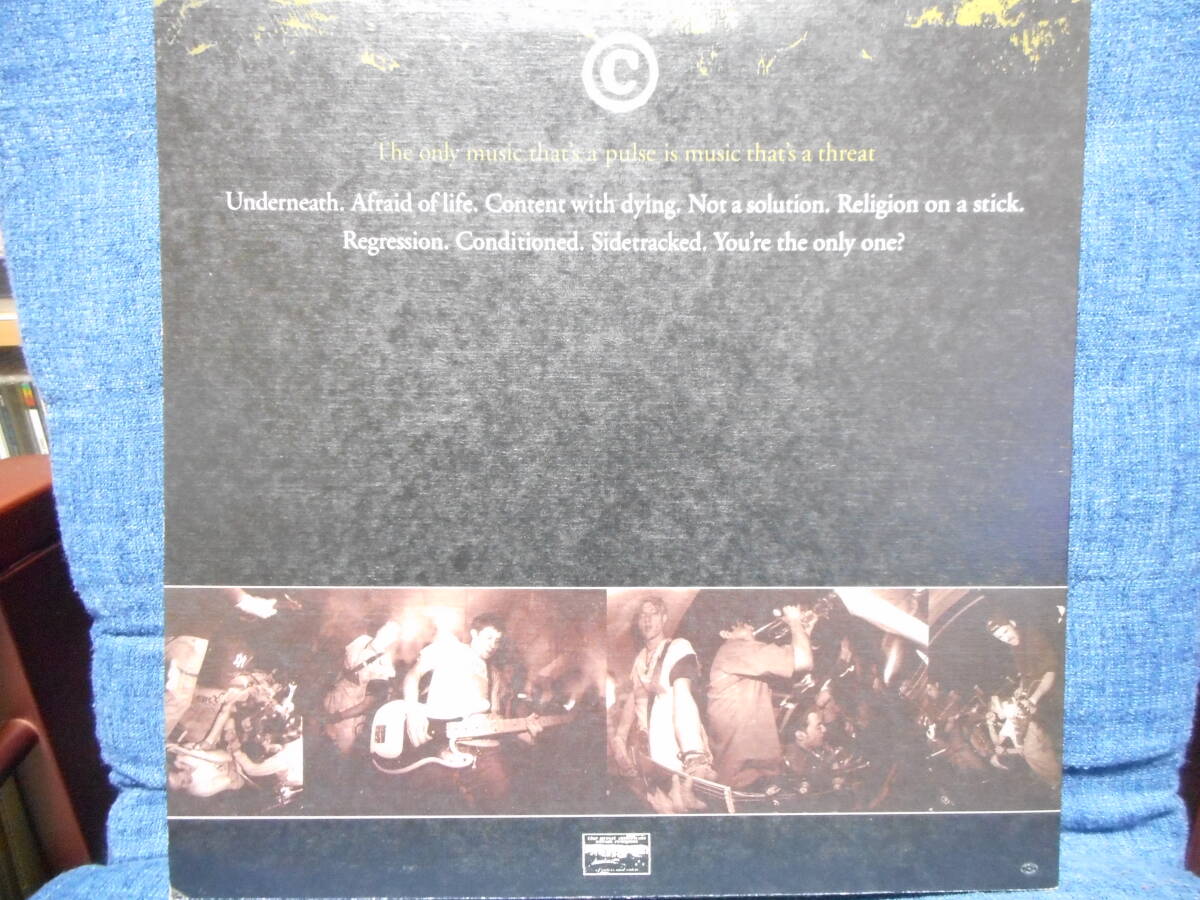 ©
The only music that's a pulse is music that's a threat
Underneath. Afraid of life. Content with dying. Not a solution. Religion on a stick.
Regression. Conditioned. Sidetracked. You're the only one?